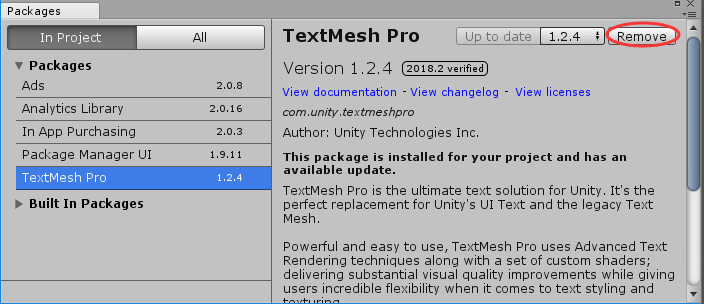 Packages
In Project All
Packages
Ads 2.0.8
Analytics Library 2.0.16
In App Purchasing 2.0.3
Package Manager UI 1.9.11
TextMesh Pro 1.2.4
Built In Packages
TextMesh Pro Up to date 1.2.4 Remove
Version 1.2.4 2018.2 verified
View documentation - View changelog - View licenses
com.unity.textmeshpro
Author: Unity Technologies Inc.
This package is installed for your project and has an
available update.
TextMesh Pro is the ultimate text solution for Unity. It's the
perfect replacement for Unity's UI Text and the legacy Text
Mesh.
Powerful and easy to use, TextMesh Pro uses Advanced Text
Rendering techniques along with a set of custom shaders;
delivering substantial visual quality improvements while giving
users incredible flexibility when it comes to text styling and
texturing.